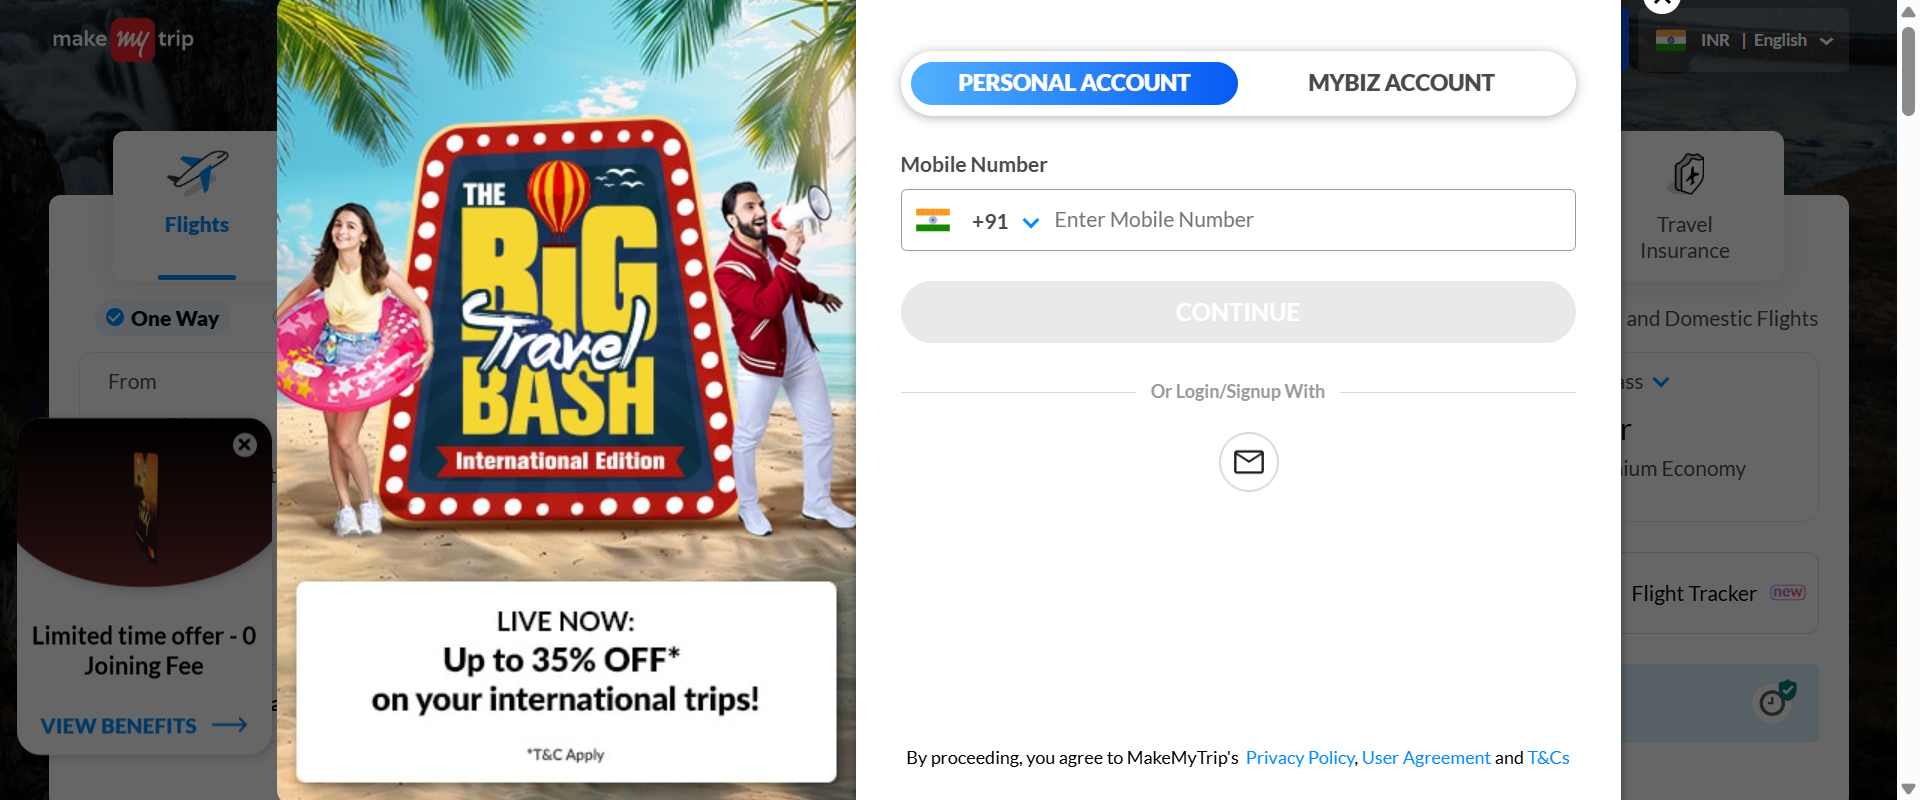 make my trip
INR | English
Flights
One Way
From
Limited time offer - 0
Joining Fee
VIEW BENEFITS
THE
BIG
Travel
BASH
International Edition
LIVE NOW:
Up to 35% OFF*
on your international trips!
*T&C Apply
PERSONAL ACCOUNT
MYBIZ ACCOUNT
Mobile Number
+91
Enter Mobile Number
CONTINUE
Or Login/Signup With
By proceeding, you agree to MakeMyTrip's Privacy Policy, User Agreement and T&Cs
Travel
Insurance
and Domestic Flights
Economy
Flight Tracker new